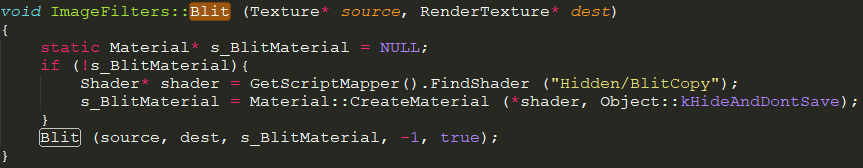 void ImageFilters::Blit (Texture* source, RenderTexture* dest)
{
    static Material* s_BlitMaterial = NULL;
    if (!s_BlitMaterial){
        Shader* shader = GetScriptMapper().FindShader ("Hidden/BlitCopy");
        s_BlitMaterial = Material::CreateMaterial (*shader, Object::kHideAndDontSave);
    }
    Blit (source, dest, s_BlitMaterial, -1, true);
}